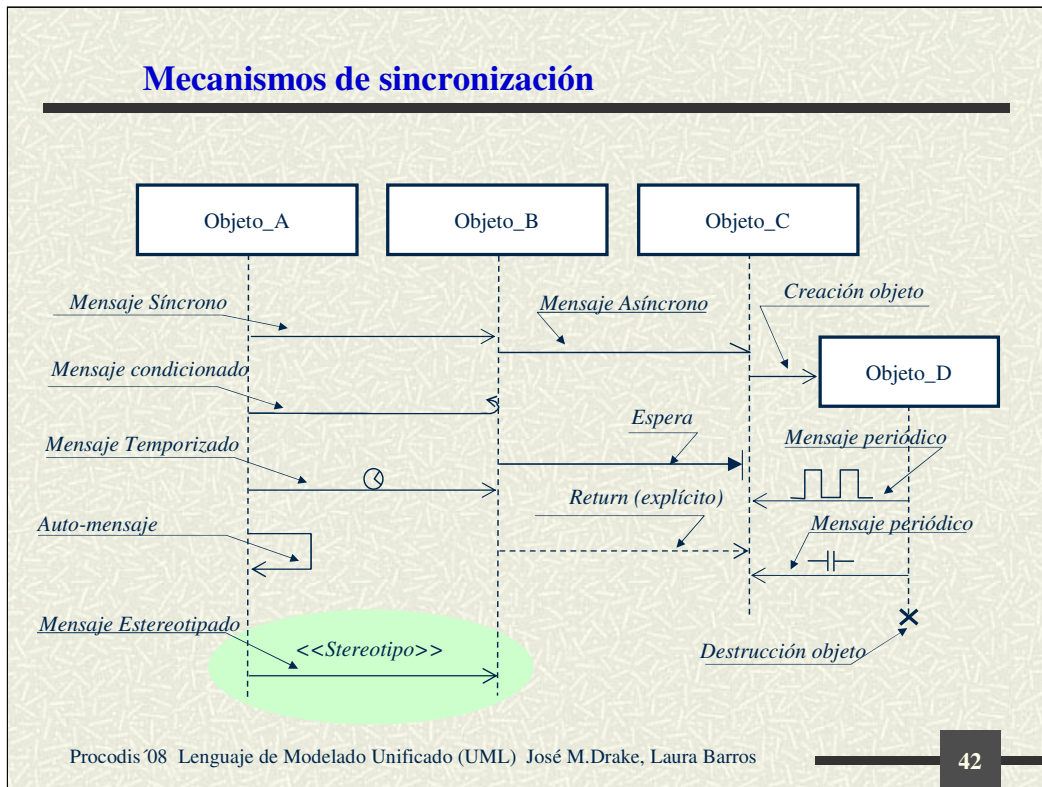 Mecanismos de sincronización
Objeto_A
Objeto_B
Objeto_C
Mensaje Síncrono
Mensaje Asíncrono
Creación objeto
Mensaje condicionado
Objeto_D
Mensaje Temporizado
Espera
Mensaje periódico
Return (explícito)
Auto-mensaje
Mensaje periódico
Mensaje Estereotipado
<<Stereotipo>>
Destrucción objeto
Procodis´08 Lenguaje de Modelado Unificado (UML) José M.Drake, Laura Barros
42